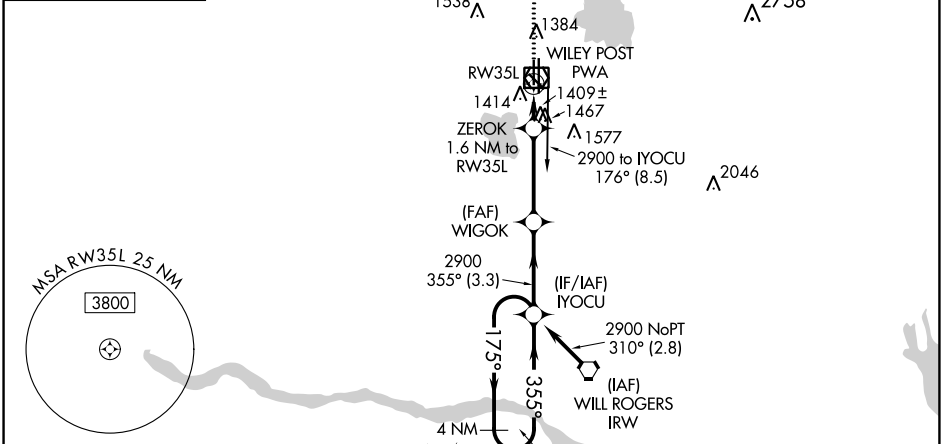 1538
2758
1384
WILEY POST
PWA
RW35L
1409±
1414
1467
ZEROK
1577
1.6 NM to
RW35L
2900 to IYOCU
176° (8.5)
2046
(FAF)
WIGOK
MSA RW35L 25 NM
3800
2900
355° (3.3)
(IF/IAF)
IYOCU
2900 NoPT
310° (2.8)
175°
355°
(IAF)
WILL ROGERS
IRW
4 NM